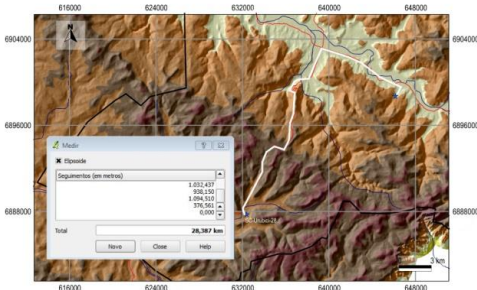 616000 624000 632000 640000 648000
6904000 6904000
N
6896000 6896000
Medir
Elipsoide
Seguimentos (em metros)
1.032,437
938,150
1.094,510
376,561
0,000
6888000 6888000
Total 28,387 km
Novo Close Help
3 km
616000 624000 632000 640000 648000